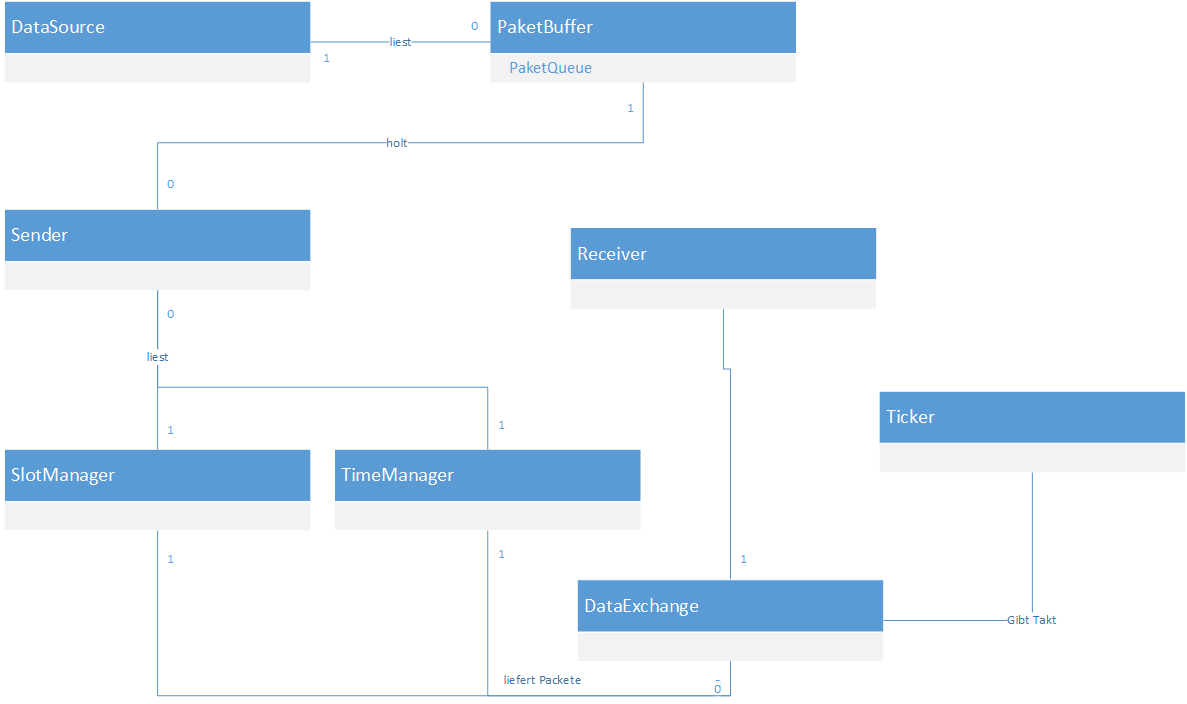 DataSource
0
PaketBuffer
liest
1
PaketQueue
1
holt
0
Sender
Receiver
0
liest
Ticker
1
1
SlotManager
TimeManager
1
1
1
DataExchange
Gibt Takt
liefert Packete
0